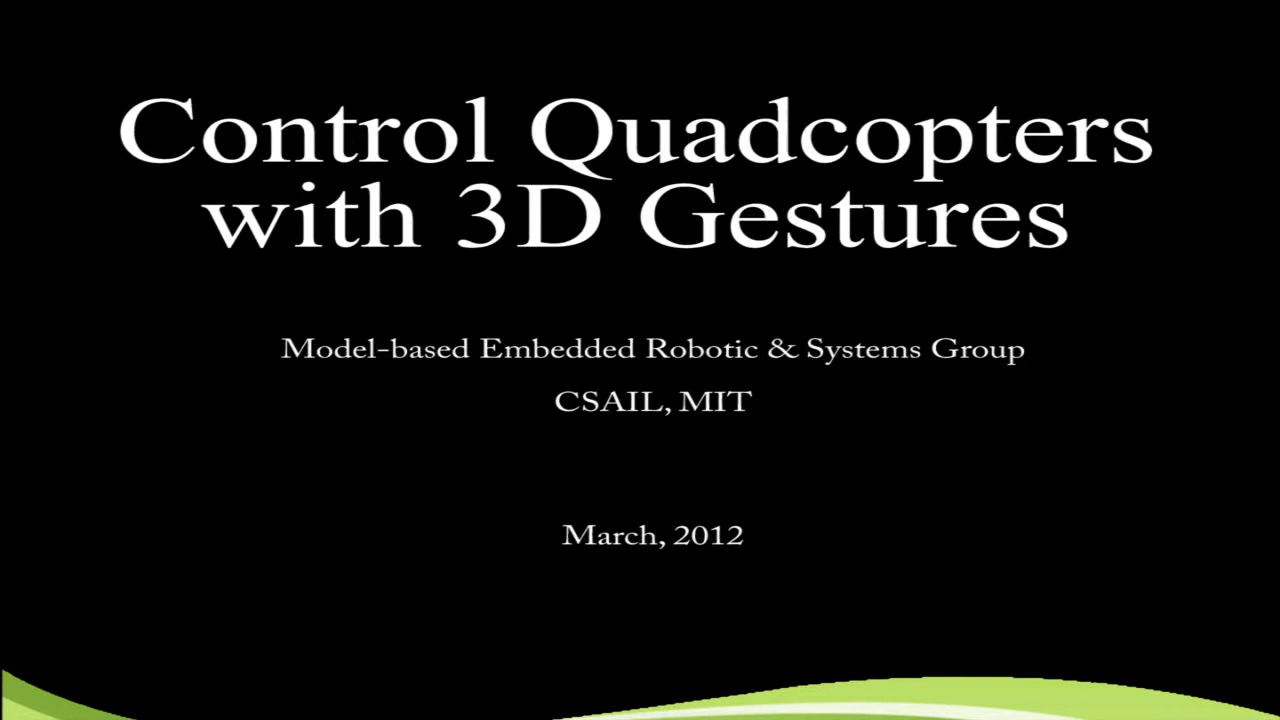 Control Quadcopters
with 3D Gestures
Model-based Embedded Robotic & Systems Group
CSAIL, MIT
March, 2012